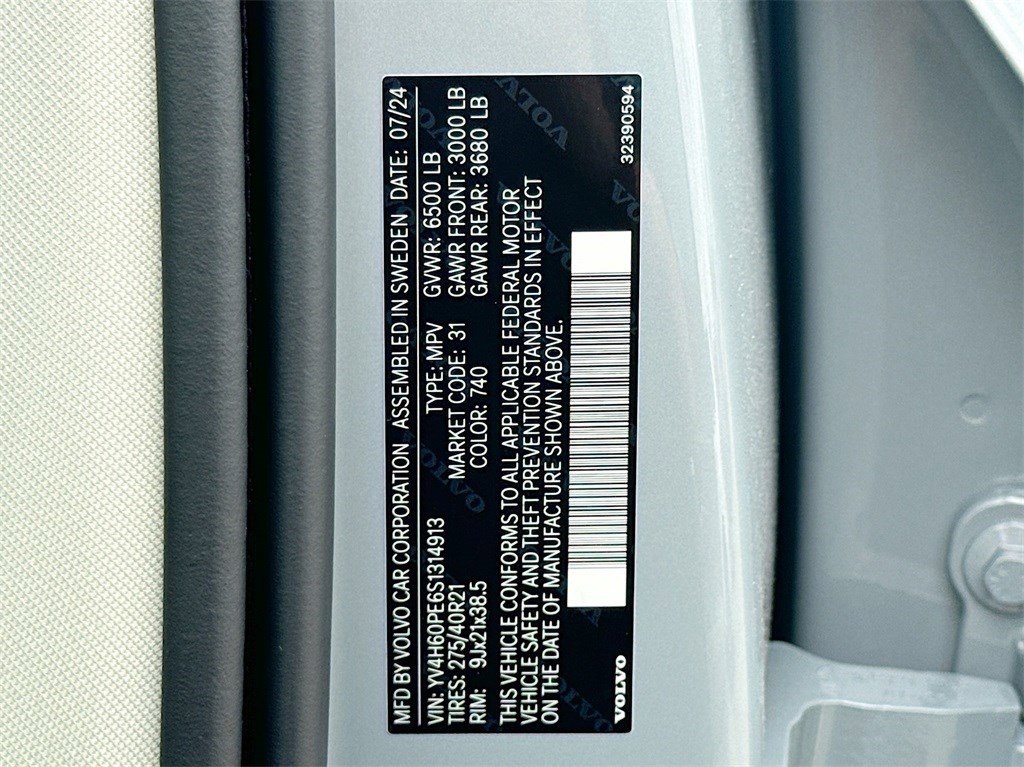 MFD BY VOLVO CAR CORPORATION ASSEMBLED IN SWEDEN DATE: 07/24
VIN: YV4H60PE6S1314913 TYPE: MPV GVWR: 6500 LB
TIRES: 275/40R21 MARKET CODE: 31 GAWR FRONT: 3000 LB
RIM: 9Jx21x38.5 COLOR: 740 GAWR REAR: 3680 LB
THIS VEHICLE CONFORMS TO ALL APPLICABLE FEDERAL MOTOR
VEHICLE SAFETY AND THEFT PREVENTION STANDARDS IN EFFECT
ON THE DATE OF MANUFACTURE SHOWN ABOVE.
VOLVO 32390594